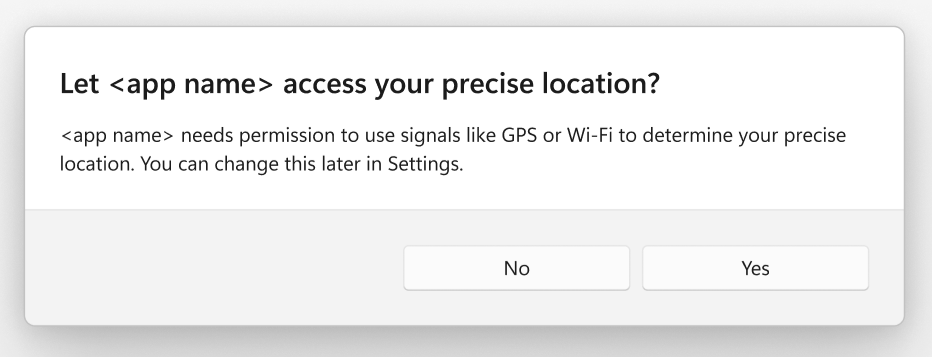 Let <app name> access your precise location?
<app name> needs permission to use signals like GPS or Wi-Fi to determine your precise
location. You can change this later in Settings.
No
Yes